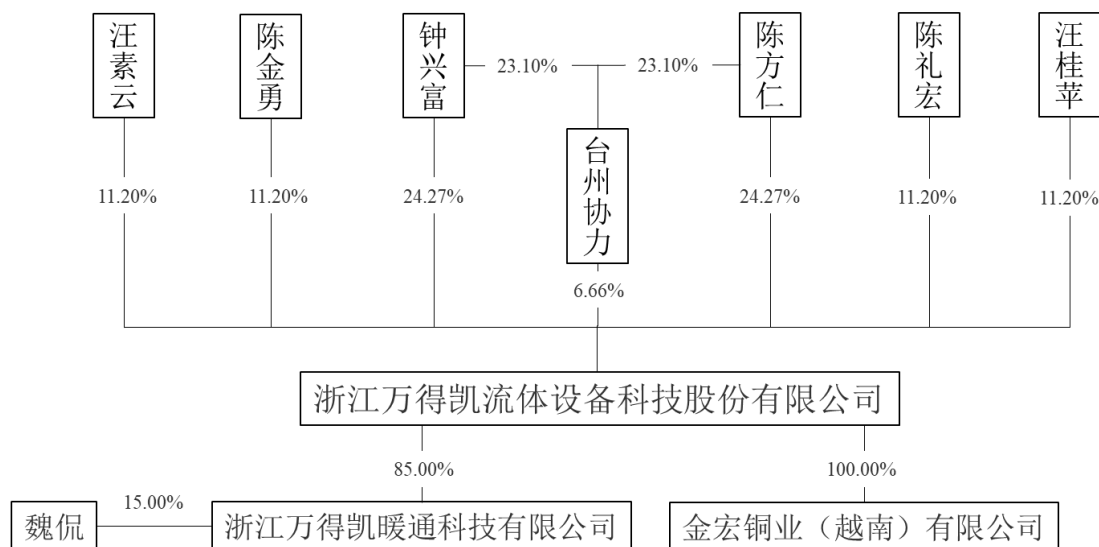 汪素云
陈金勇
钟兴富
陈方仁
陈礼宏
汪桂苹
23.10%
23.10%
台州协力
11.20%
11.20%
24.27%
24.27%
11.20%
11.20%
6.66%
浙江万得凯流体设备科技股份有限公司
85.00%
100.00%
15.00%
魏侃
浙江万得凯暖通科技有限公司
金宏铜业（越南）有限公司